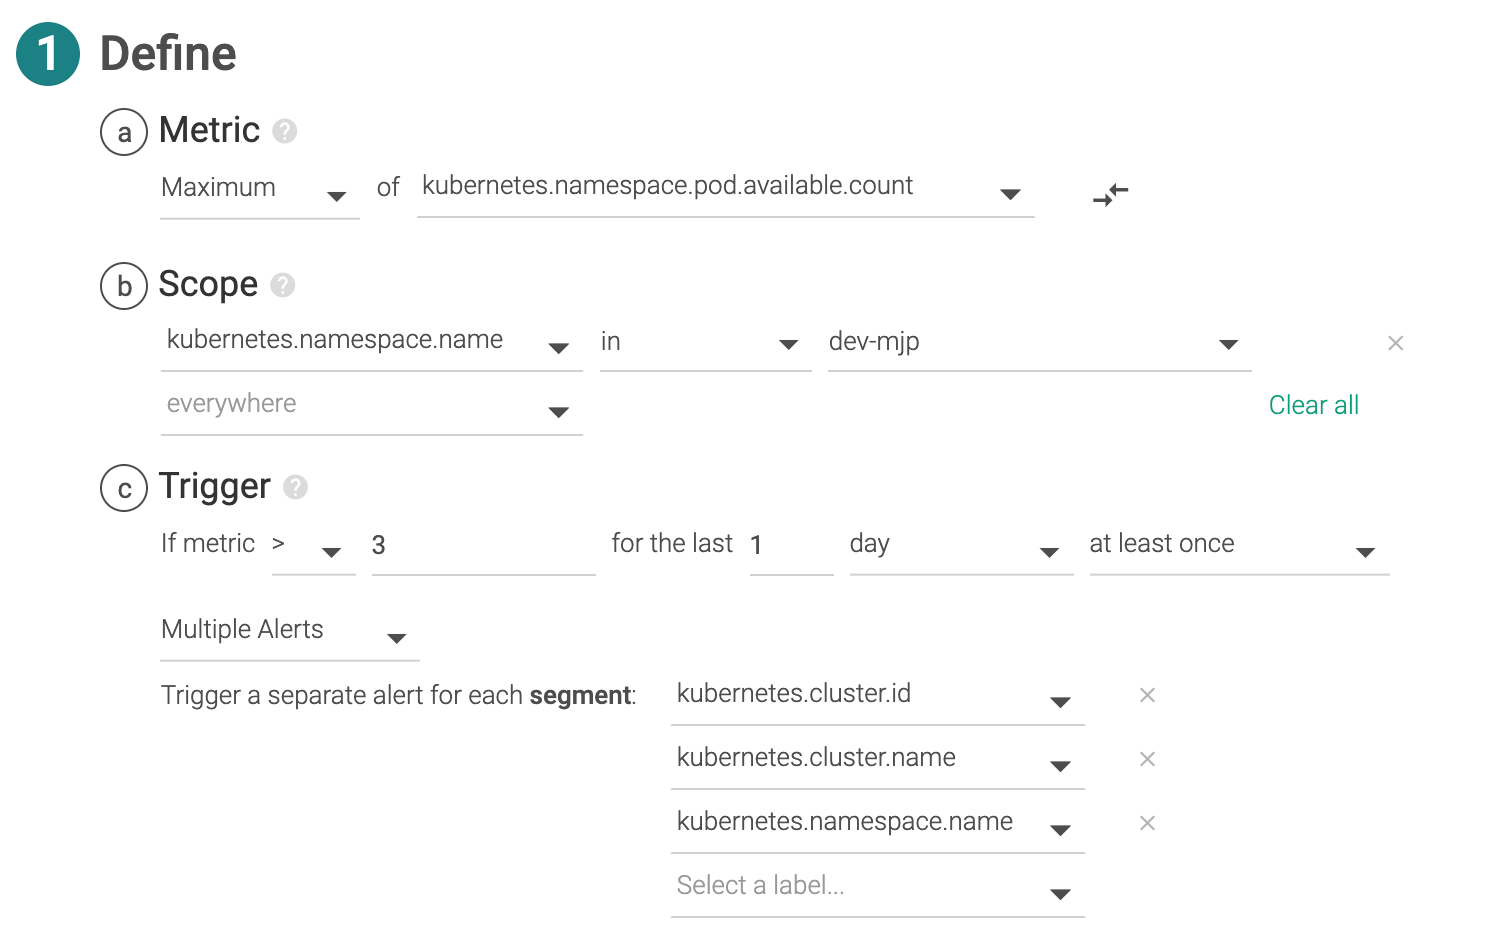 1 Define
a Metric ?
Maximum of kubernetes.namespace.pod.available.count
b Scope ?
kubernetes.namespace.name in dev-mjp ×
everywhere Clear all
c Trigger ?
If metric > 3 for the last 1 day at least once
Multiple Alerts
Trigger a separate alert for each segment: kubernetes.cluster.id ×
kubernetes.cluster.name ×
kubernetes.namespace.name ×
Select a label...